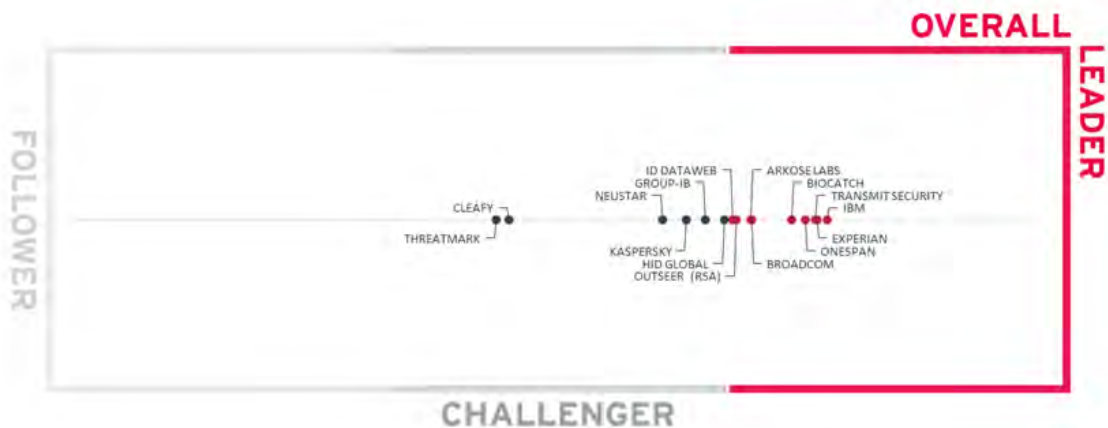 OVERALL
LEADER
FOLLOWER
ID DATAWEB
ARKOSE LABS
GROUP-IB
BIOCATCH
NEUSTAR
TRANSMIT SECURITY
CLEAFY
IBM
THREATMARK
EXPERIAN
KASPERSKY
ONESPAN
HID GLOBAL
BROADCOM
OUTSEER (RSA)
CHALLENGER